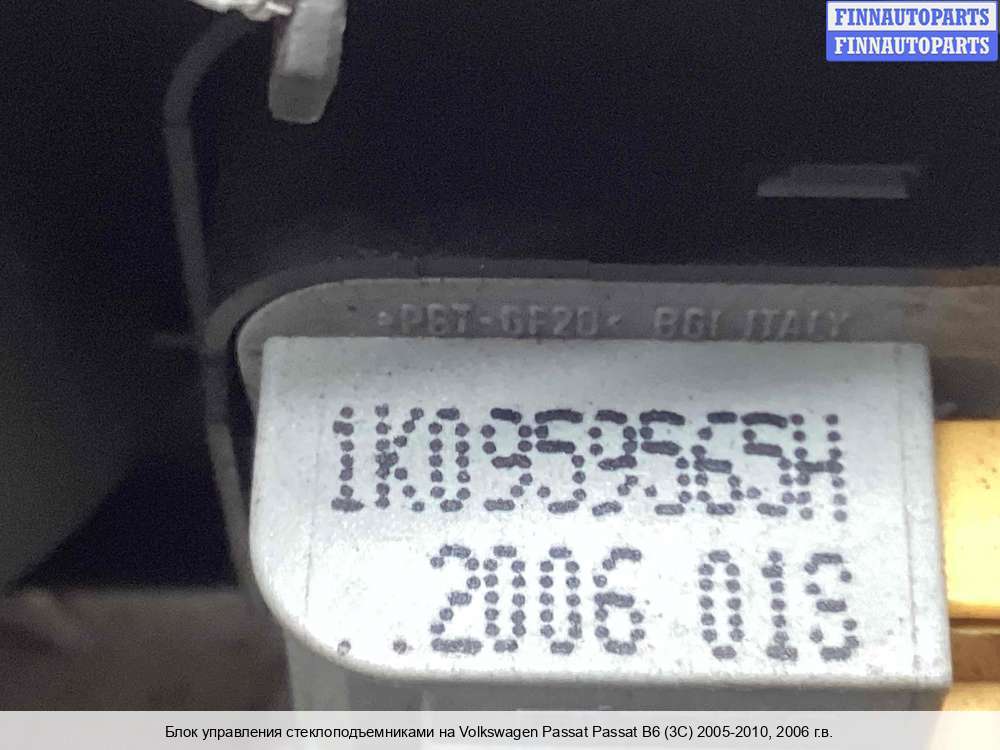 FINNAUTOPARTS
FINNAUTOPARTS
>PBT-GF20< BGI ITALY
1K0959565H
2006 01S
Блок управления стеклоподъемниками на Volkswagen Passat Passat B6 (3C) 2005-2010, 2006 г.в.